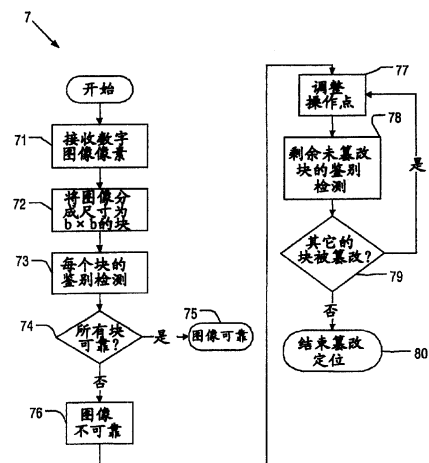 7
开始
71
接收数字
图像像素
72
将图像分
成尺寸为
b×b的块
73
每个块的
鉴别检测
74
所有块
可靠?
是
75
图像可靠
否
76
图像
不可靠
77
调整
操作点
78
剩余未篡改
块的鉴别
检测
是
其它的
块被篡改?
79
否
结束篡改
定位
80